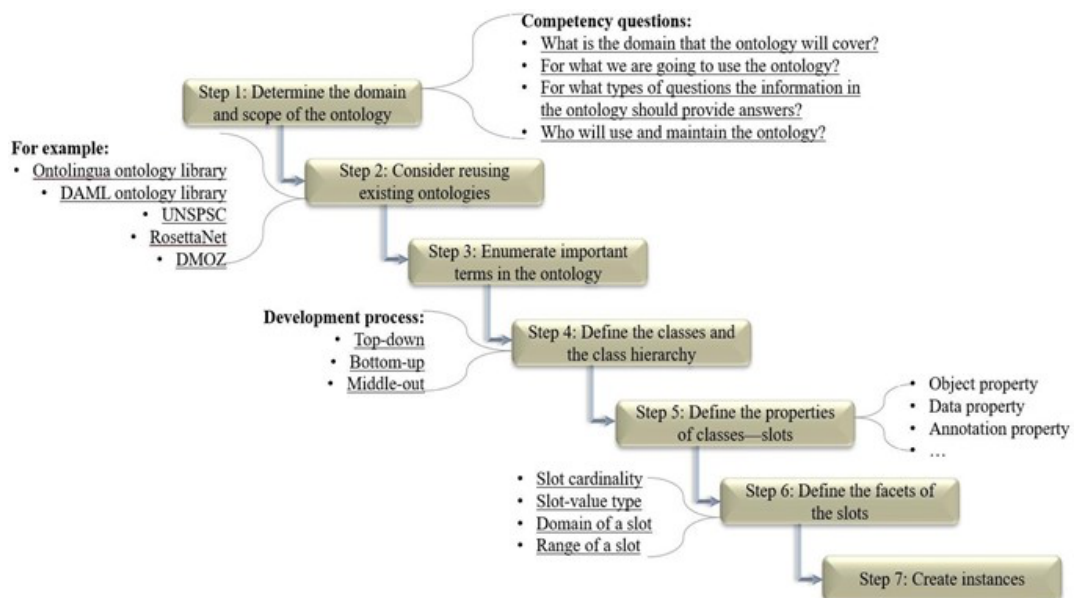 Competency questions:
• What is the domain that the ontology will cover?
• For what we are going to use the ontology?
• For what types of questions the information in
the ontology should provide answers?
• Who will use and maintain the ontology?
Step 1: Determine the domain
and scope of the ontology
For example:
• Ontolingua ontology library
• DAML ontology library
• UNSPSC
• RosettaNet
• DMOZ
Step 2: Consider reusing
existing ontologies
Step 3: Enumerate important
terms in the ontology
Development process:
• Top-down
• Bottom-up
• Middle-out
Step 4: Define the classes and
the class hierarchy
Step 5: Define the properties
of classes—slots
• Object property
• Data property
• Annotation property
• …
• Slot cardinality
• Slot-value type
• Domain of a slot
• Range of a slot
Step 6: Define the facets of
the slots
Step 7: Create instances